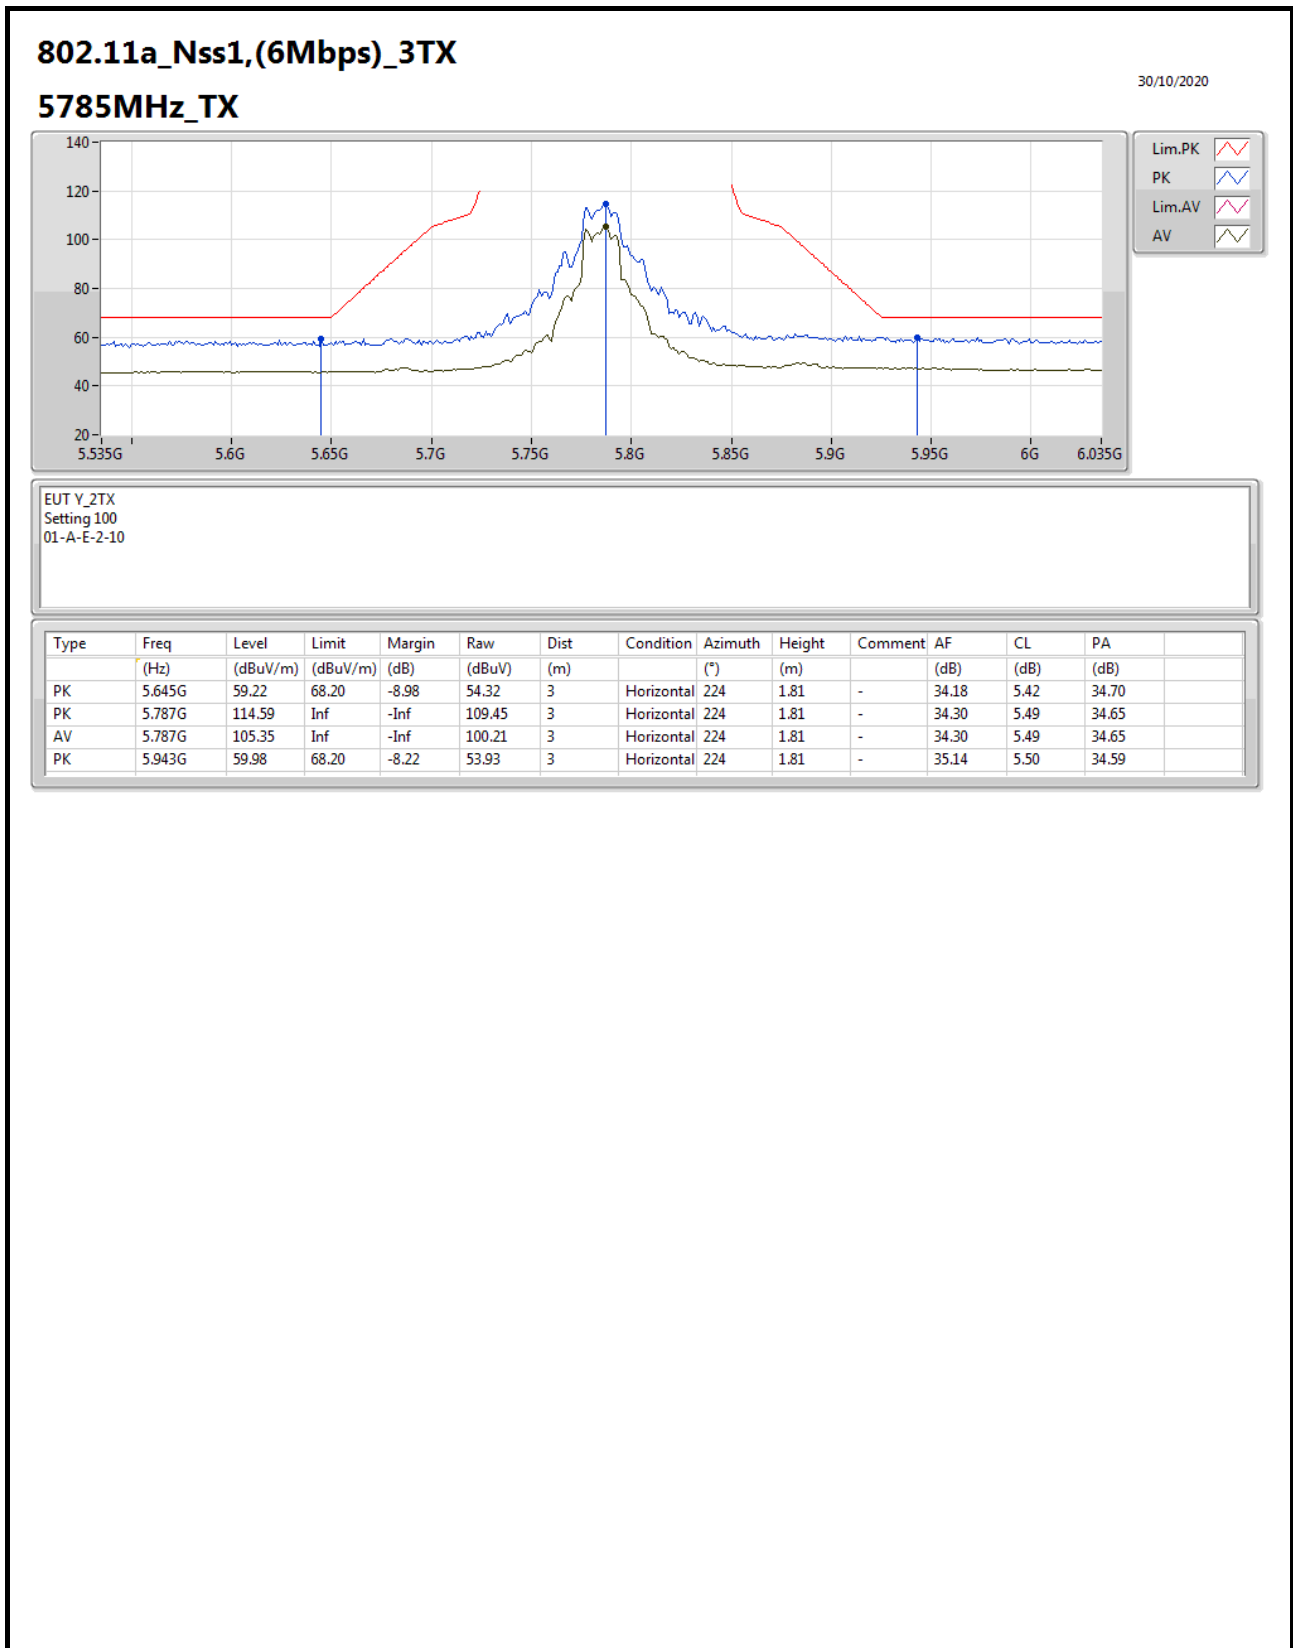 802.11a_Nss1,(6Mbps)_3TX
30/10/2020
5785MHz_TX
140
120
100
80
60
40
20
5.535G 5.6G 5.65G 5.7G 5.75G 5.8G 5.85G 5.9G 5.95G 6G 6.035G
Lim.PK
PK
Lim.AV
AV
EUT Y_2TX
Setting 100
01-A-E-2-10
Type Freq Level Limit Margin Raw Dist Condition Azimuth Height Comment AF CL PA
(Hz) (dBuV/m) (dBuV/m) (dB) (dBuV) (m) (°) (m) (dB) (dB) (dB)
PK 5.645G 59.22 68.20 -8.98 54.32 3 Horizontal 224 1.81 - 34.18 5.42 34.70
PK 5.787G 114.59 Inf -Inf 109.45 3 Horizontal 224 1.81 - 34.30 5.49 34.65
AV 5.787G 105.35 Inf -Inf 100.21 3 Horizontal 224 1.81 - 34.30 5.49 34.65
PK 5.943G 59.98 68.20 -8.22 53.93 3 Horizontal 224 1.81 - 35.14 5.50 34.59